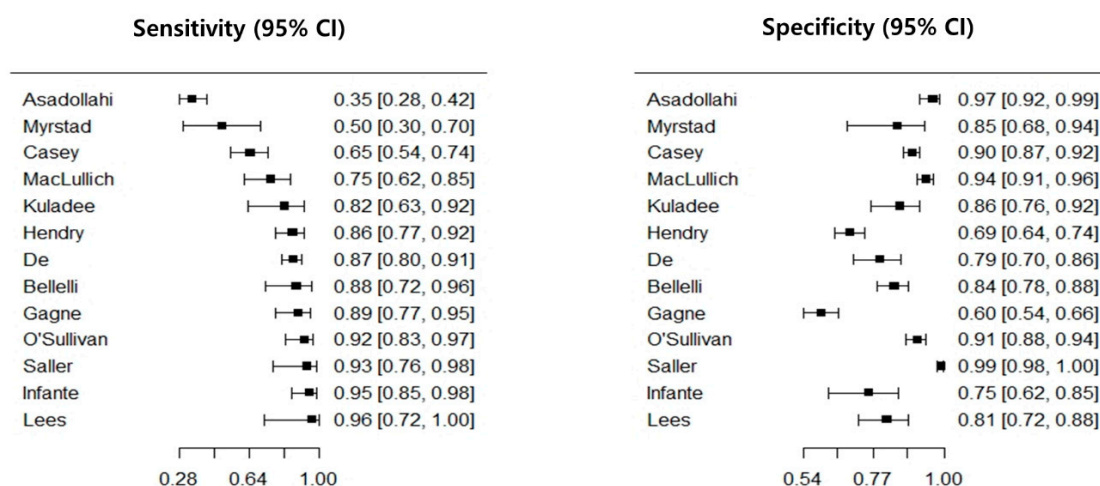 Sensitivity (95% CI)
Asadollahi 0.35 [0.28, 0.42]
Myrstad 0.50 [0.30, 0.70]
Casey 0.65 [0.54, 0.74]
MacLullich 0.75 [0.62, 0.85]
Kuladee 0.82 [0.63, 0.92]
Hendry 0.86 [0.77, 0.92]
De 0.87 [0.80, 0.91]
Bellelli 0.88 [0.72, 0.96]
Gagne 0.89 [0.77, 0.95]
O'Sullivan 0.92 [0.83, 0.97]
Saller 0.93 [0.76, 0.98]
Infante 0.95 [0.85, 0.98]
Lees 0.96 [0.72, 1.00]
0.28 0.64 1.00
Specificity (95% CI)
Asadollahi 0.97 [0.92, 0.99]
Myrstad 0.85 [0.68, 0.94]
Casey 0.90 [0.87, 0.92]
MacLullich 0.94 [0.91, 0.96]
Kuladee 0.86 [0.76, 0.92]
Hendry 0.69 [0.64, 0.74]
De 0.79 [0.70, 0.86]
Bellelli 0.84 [0.78, 0.88]
Gagne 0.60 [0.54, 0.66]
O'Sullivan 0.91 [0.88, 0.94]
Saller 0.99 [0.98, 1.00]
Infante 0.75 [0.62, 0.85]
Lees 0.81 [0.72, 0.88]
0.54 0.77 1.00